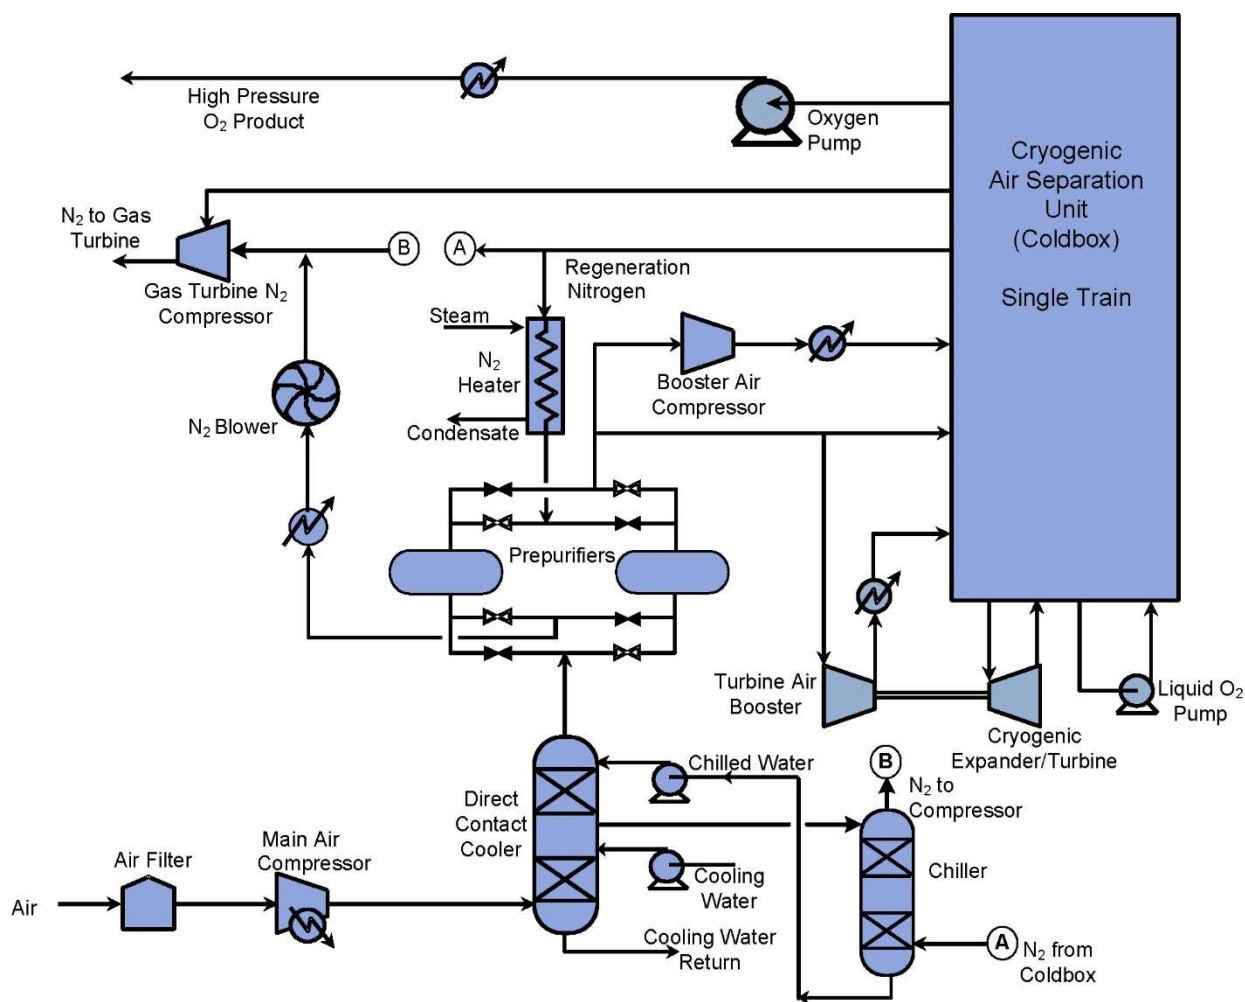 High Pressure
O₂ Product
Oxygen
Pump
Cryogenic
Air Separation
Unit
(Coldbox)
Single Train
N₂ to Gas
Turbine
B
A
Gas Turbine N₂
Compressor
Regeneration
Nitrogen
Steam
N₂
Heater
Condensate
Booster Air
Compressor
N₂ Blower
Prepurifiers
Turbine Air
Booster
Cryogenic
Expander/Turbine
Liquid O₂
Pump
Chilled Water
B
N₂ to
Compressor
Direct
Contact
Cooler
Chiller
Cooling
Water
Cooling Water
Return
A
N₂ from
Coldbox
Air
Air Filter
Main Air
Compressor